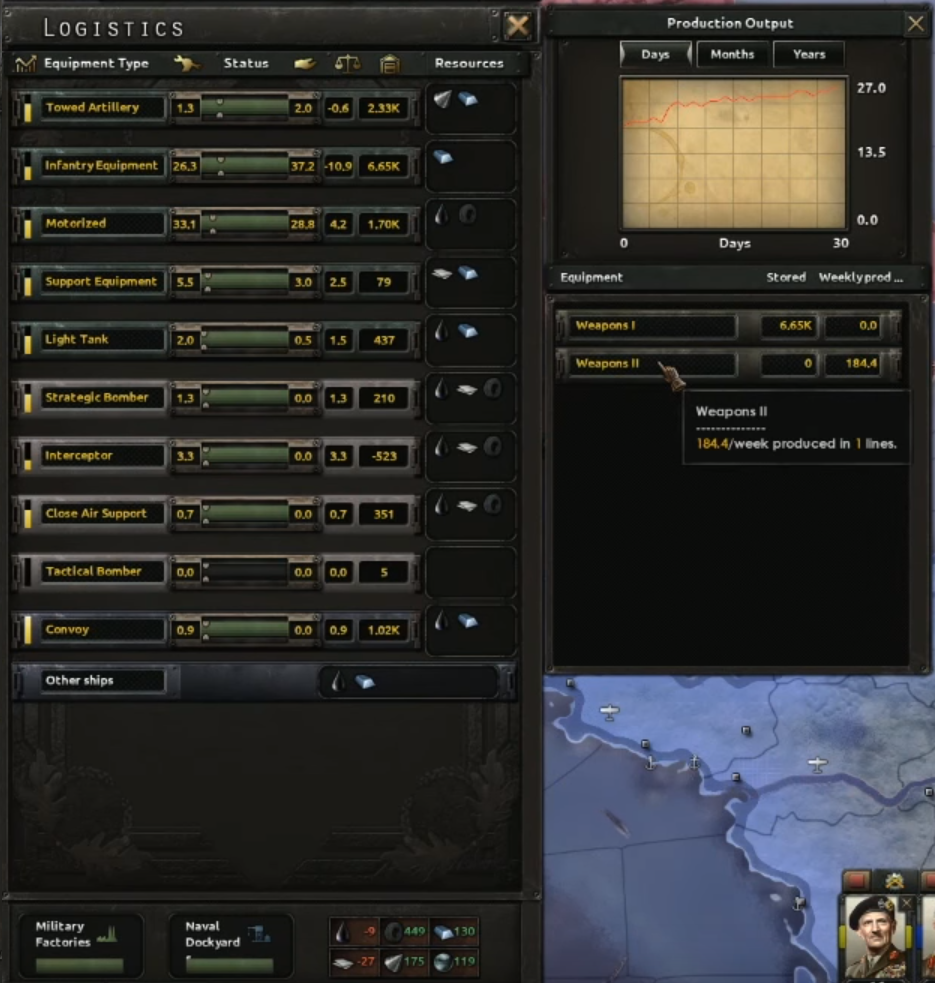 LOGISTICS
Equipment Type Status Resources
Towed Artillery 1.3 2.0 -0.6 2.33K
Infantry Equipment 26.3 37.2 -10.9 6.65K
Motorized 33.1 28.8 4.2 1.70K
Support Equipment 5.5 3.0 2.5 79
Light Tank 2.0 0.5 1.5 437
Strategic Bomber 1.3 0.0 1.3 210
Interceptor 3.3 0.0 3.3 -523
Close Air Support 0.7 0.0 0.7 351
Tactical Bomber 0.0 0.0 0.0 5
Convoy 0.9 0.0 0.9 1.02K
Other ships
Military
Factories
Naval
Dockyard
-9 449 130
-27 175 119
Production Output
Days Months Years
27.0
13.5
0.0
0 Days 30
Equipment Stored Weekly prod ...
Weapons I 6.65K 0.0
Weapons II 0 184.4
Weapons II
--------------
184.4/week produced in 1 lines.